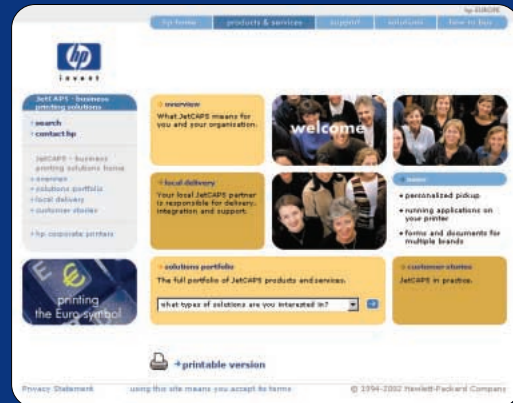 hp EUROPE
hp home
products & services
support
solutions
how to buy
hp
invent
JetCAPS - business
printing solutions
→ search
→ contact hp
JetCAPS - business
printing solutions home
→ overview
→ solutions portfolio
→ local delivery
→ customer stories
→ hp corporate printers
printing
the Euro symbol
→ overview
What JetCAPS means for
you and your organization.
welcome
→ local delivery
Your local JetCAPS partner
is responsible for delivery,
integration and support.
→ news
• personalized pickup
• running applications on
your printer
• forms and documents for
multiple brands
→ solutions portfolio
The full portfolio of JetCAPS products and services.
what types of solutions are you interested in?
→ customer stories
JetCAPS in practice.
→ printable version
Privacy Statement
using this site means you accept its terms
© 1994-2002 Hewlett-Packard Company